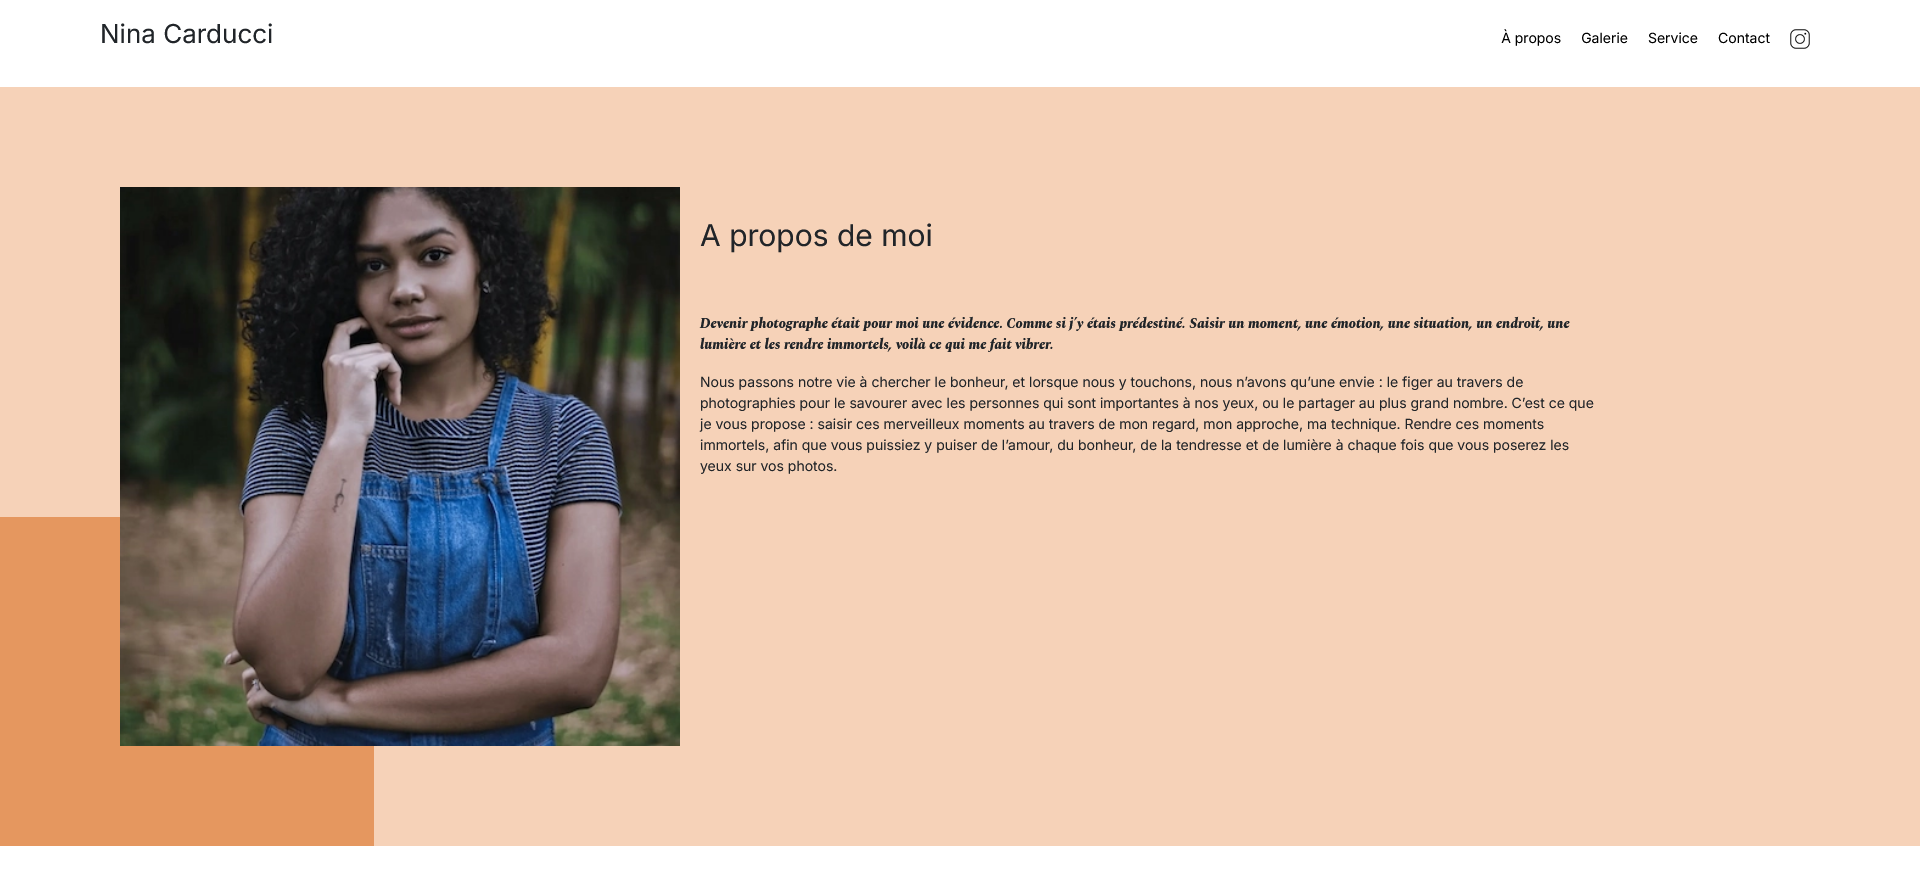 Nina Carducci
À propos Galerie Service Contact
A propos de moi
Devenir photographe était pour moi une évidence. Comme si j’y étais prédestiné. Saisir un moment, une émotion, une situation, un endroit, une
lumière et les rendre immortels, voilà ce qui me fait vibrer.
Nous passons notre vie à chercher le bonheur, et lorsque nous y touchons, nous n’avons qu’une envie : le figer au travers de
photographies pour le savourer avec les personnes qui sont importantes à nos yeux, ou le partager au plus grand nombre. C’est ce que
je vous propose : saisir ces merveilleux moments au travers de mon regard, mon approche, ma technique. Rendre ces moments
immortels, afin que vous puissiez y puiser de l’amour, du bonheur, de la tendresse et de lumière à chaque fois que vous poserez les
yeux sur vos photos.